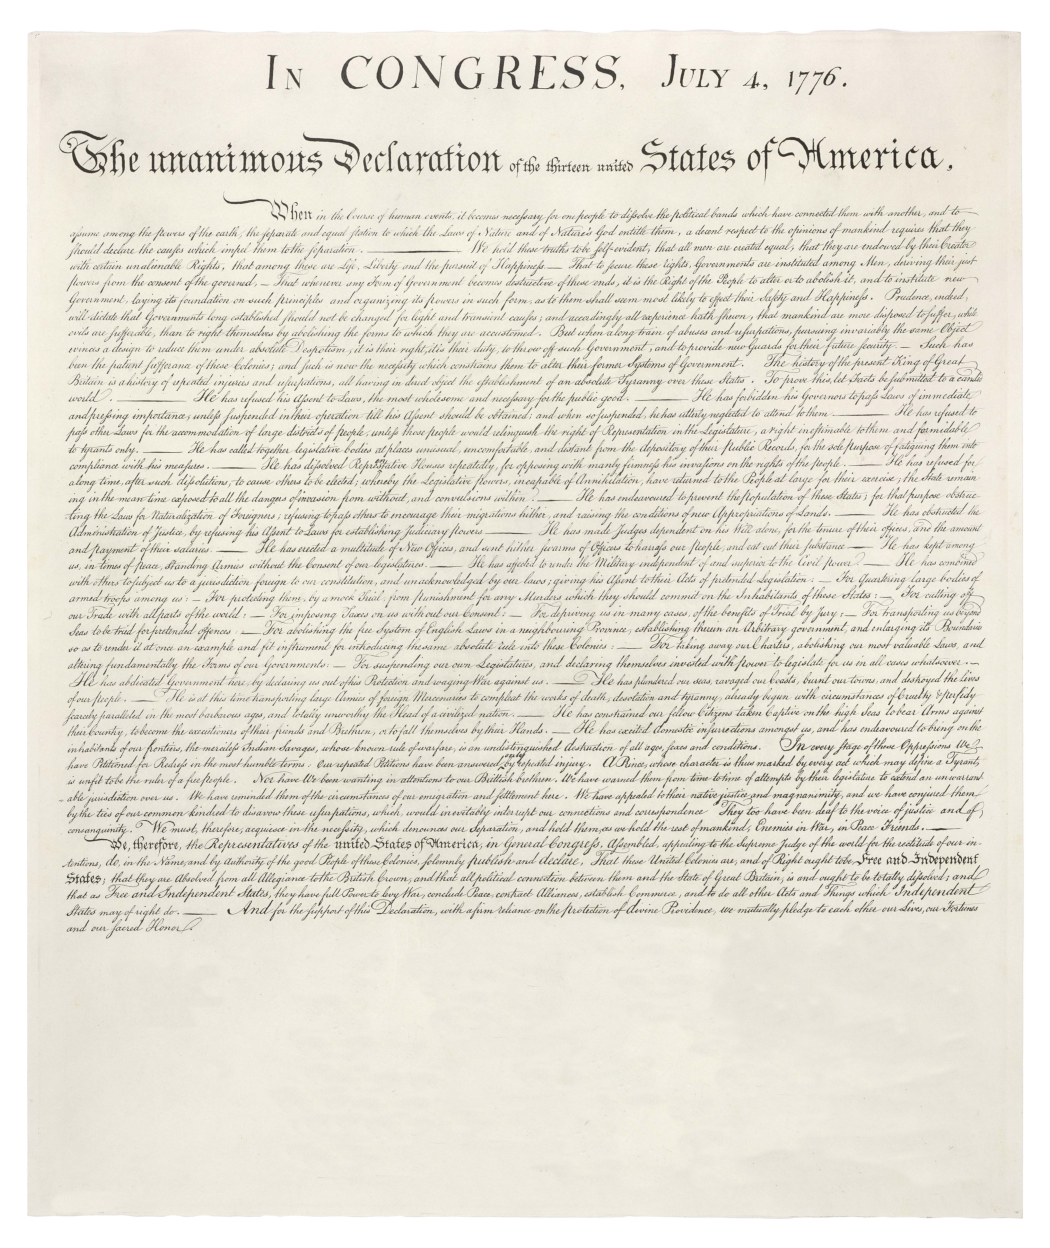 In CONGRESS, July 4, 1776.
The unanimous Declaration of the thirteen united States of America.
When in the Course of human events, it becomes necessary for one people to dissolve the political bands which have connected them with another, and to
assume among the powers of the earth, the separate and equal station to which the Laws of Nature and of Nature's God entitle them, a decent respect to the opinions of mankind requires that they
should declare the causes which impel them to the separation. ——— We hold these truths to be self-evident, that all men are created equal, that they are endowed by their Creator
with certain unalienable Rights, that among these are Life, Liberty and the pursuit of Happiness. — That to secure these rights, Governments are instituted among Men, deriving their just
powers from the consent of the governed, — That whenever any Form of Government becomes destructive of these ends, it is the Right of the People to alter or to abolish it, and to institute new
Government, laying its foundation on such principles and organizing its powers in such form, as to them shall seem most likely to effect their Safety and Happiness. Prudence, indeed,
will dictate that Governments long established should not be changed for light and transient causes; and accordingly all experience hath shewn, that mankind are more disposed to suffer, while
evils are sufferable, than to right themselves by abolishing the forms to which they are accustomed. But when a long train of abuses and usurpations, pursuing invariably the same Object
evinces a design to reduce them under absolute Despotism, it is their right, it is their duty, to throw off such Government, and to provide new Guards for their future security. — Such has
been the patient sufferance of these Colonies; and such is now the necessity which constrains them to alter their former Systems of Government. The history of the present King of Great
Britain is a history of repeated injuries and usurpations, all having in direct object the establishment of an absolute Tyranny over these States. To prove this, let Facts be submitted to a candid
world. ——— He has refused his Assent to Laws, the most wholesome and necessary for the public good. ——— He has forbidden his Governors to pass Laws of immediate
and pressing importance, unless suspended in their operation till his Assent should be obtained; and when so suspended, he has utterly neglected to attend to them. ——— He has refused to
pass other Laws for the accommodation of large districts of people, unless those people would relinquish the right of Representation in the Legislature, a right inestimable to them and formidable
to tyrants only. ——— He has called together legislative bodies at places unusual, uncomfortable, and distant from the depository of their Public Records, for the sole purpose of fatiguing them into
compliance with his measures. ——— He has dissolved Representative Houses repeatedly, for opposing with manly firmness his invasions on the rights of the people. ——— He has refused for
a long time, after such dissolutions, to cause others to be elected; whereby the Legislative powers, incapable of Annihilation, have returned to the People at large for their exercise; the State remain-
ing in the mean time exposed to all the dangers of invasion from without, and convulsions within. ——— He has endeavoured to prevent the population of these States; for that purpose obstruc-
ting the Laws for Naturalization of Foreigners; refusing to pass others to encourage their migrations hither, and raising the conditions of new Appropriations of Lands. ——— He has obstructed the
Administration of Justice, by refusing his Assent to Laws for establishing Judiciary powers. ——— He has made Judges dependent on his Will alone, for the tenure of their offices, and the amount
and payment of their salaries. ——— He has erected a multitude of New Offices, and sent hither swarms of Officers to harrass our people, and eat out their substance. ——— He has kept among
us, in times of peace, Standing Armies without the Consent of our legislatures. ——— He has affected to render the Military independent of and superior to the Civil power. ——— He has combined
with others to subject us to a jurisdiction foreign to our constitution, and unacknowledged by our laws; giving his Assent to their Acts of pretended Legislation: — For Quartering large bodies of
armed troops among us: — For protecting them, by a mock Trial, from punishment for any Murders which they should commit on the Inhabitants of these States: — For cutting off
our Trade with all parts of the world: — For imposing Taxes on us without our Consent: — For depriving us in many cases, of the benefits of Trial by Jury: — For transporting us beyond
Seas to be tried for pretended offences — For abolishing the free System of English Laws in a neighbouring Province, establishing therein an Arbitrary government, and enlarging its Boundaries
so as to render it at once an example and fit instrument for introducing the same absolute rule into these Colonies: — For taking away our Charters, abolishing our most valuable Laws, and
altering fundamentally the Forms of our Governments: — For suspending our own Legislatures, and declaring themselves invested with power to legislate for us in all cases whatsoever. —
He has abdicated Government here, by declaring us out of his Protection and waging War against us. — He has plundered our seas, ravaged our Coasts, burnt our towns, and destroyed the lives
of our people. — He is at this time transporting large Armies of foreign Mercenaries to compleat the works of death, desolation and tyranny, already begun with circumstances of Cruelty & perfidy
scarcely paralleled in the most barbarous ages, and totally unworthy the Head of a civilized nation. ——— He has constrained our fellow Citizens taken Captive on the high Seas to bear Arms against
their Country, to become the executioners of their friends and Brethren, or to fall themselves by their Hands. — He has excited domestic insurrections amongst us, and has endeavoured to bring on the
inhabitants of our frontiers, the merciless Indian Savages, whose known rule of warfare, is an undistinguished destruction of all ages, sexes and conditions. In every stage of these Oppressions We
have Petitioned for Redress in the most humble terms: Our repeated Petitions have been answered only by repeated injury. A Prince, whose character is thus marked by every act which may define a Tyrant,
is unfit to be the ruler of a free people. Nor have We been wanting in attentions to our Brittish brethren. We have warned them from time to time of attempts by their legislature to extend an unwarrant-
able jurisdiction over us. We have reminded them of the circumstances of our emigration and settlement here. We have appealed to their native justice and magnanimity, and we have conjured them
by the ties of our common kindred to disavow these usurpations, which, would inevitably interrupt our connections and correspondence. They too have been deaf to the voice of justice and of
consanguinity. We must, therefore, acquiesce in the necessity, which denounces our Separation, and hold them, as we hold the rest of mankind, Enemies in War, in Peace Friends. ———
We, therefore, the Representatives of the united States of America, in General Congress, Assembled, appealing to the Supreme Judge of the world for the rectitude of our in-
tentions, do, in the Name, and by Authority of the good People of these Colonies, solemnly publish and declare, That these United Colonies are, and of Right ought to be Free and Independent
States; that they are Absolved from all Allegiance to the British Crown, and that all political connection between them and the State of Great Britain, is and ought to be totally dissolved; and
that as Free and Independent States, they have full Power to levy War, conclude Peace, contract Alliances, establish Commerce, and to do all other Acts and Things which Independent
States may of right do. ——— And for the support of this Declaration, with a firm reliance on the protection of divine Providence, we mutually pledge to each other our Lives, our Fortunes
and our sacred Honor.